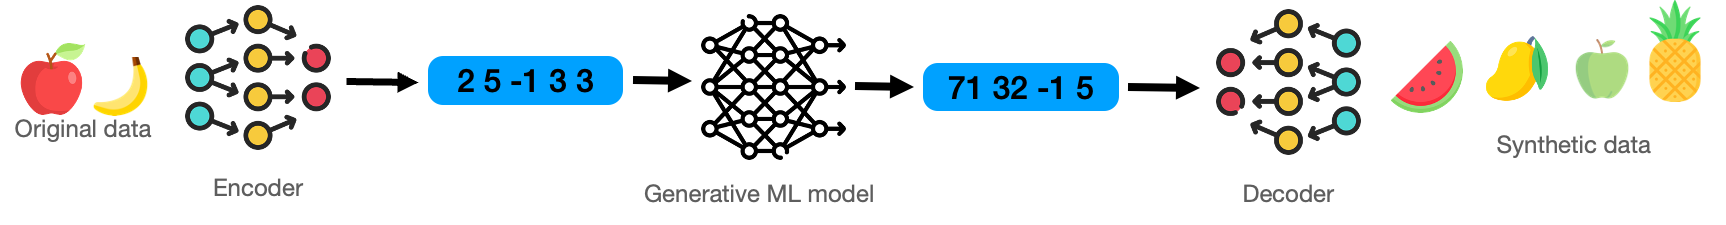 2 5 -1 3 3
71 32 -1 5
Original data
Synthetic data
Encoder
Generative ML model
Decoder